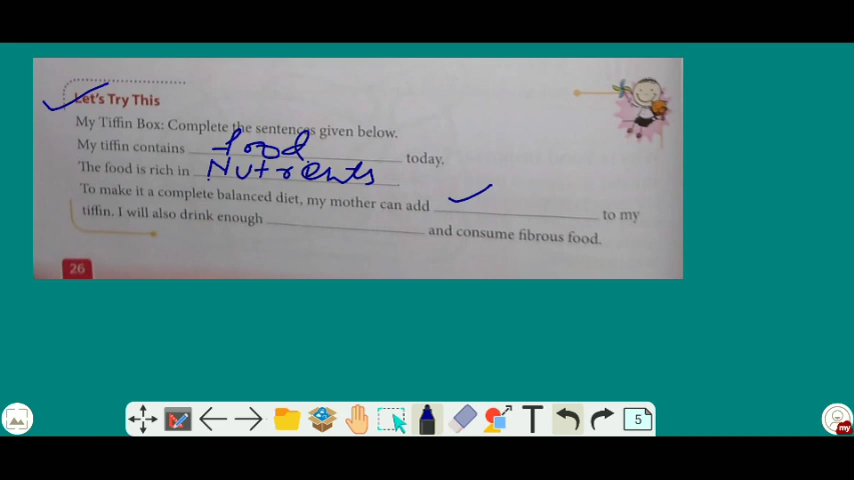 Let's Try This
My Tiffin Box: Complete the sentences given below.
My tiffin contains food today.
The food is rich in Nutrients
To make it a complete balanced diet, my mother can add to my
tiffin. I will also drink enough and consume fibrous food.
26
T
5
my